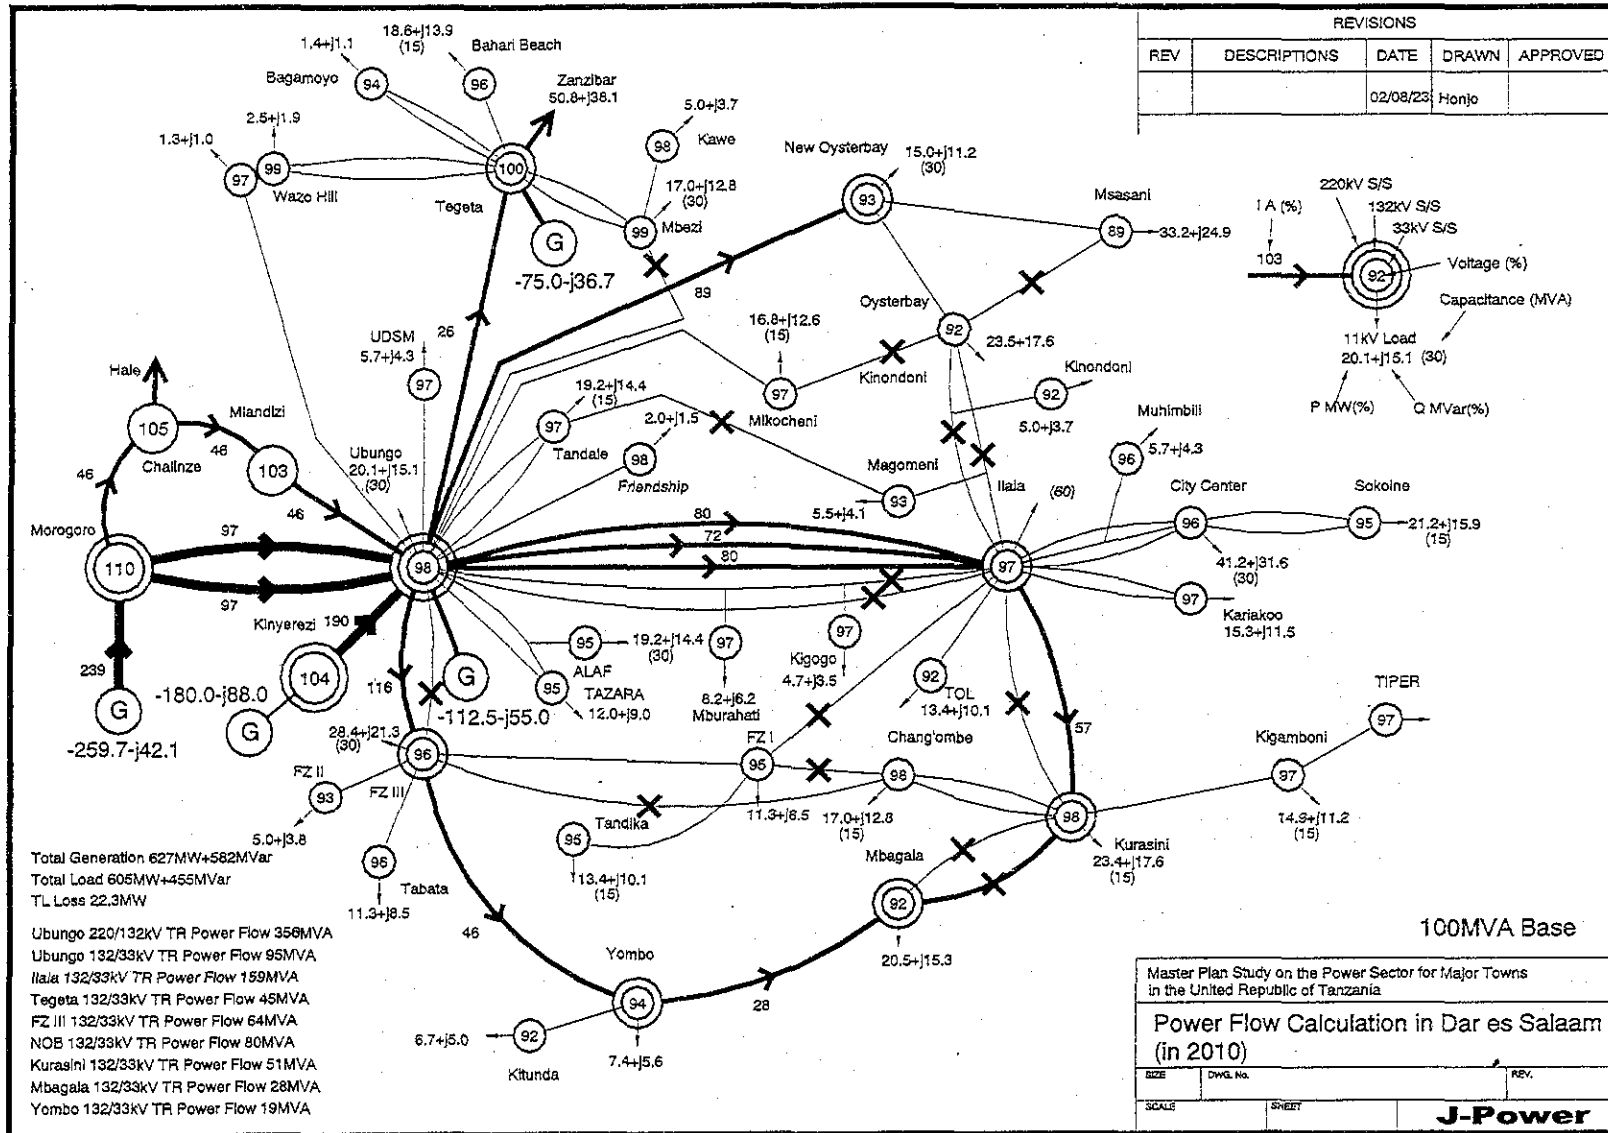 REVISIONS
REV DESCRIPTIONS DATE DRAWN APPROVED
02/08/23 Honjo
18.6+j13.9
(15)
Bahari Beach
1.4+j1.1
Bagamoyo
94
96
Zanzibar
50.8+j38.1
2.5+j1.9
1.3+j1.0
97
99
Wazo Hill
100
Tegeta
5.0+j3.7
98
Kawe
17.0+j12.8
(30)
99
Mbezi
G
-75.0-j36.7
New Oysterbay
15.0+j11.2
(30)
93
Msasani
89
33.2+j24.9
89
26
I A (%)
103
220kV S/S
132kV S/S
33kV S/S
92
Voltage (%)
Capacitance (MVA)
11kV Load
20.1+j15.1 (30)
P MW(%)
Q MVar(%)
UDSM
5.7+j4.3
97
16.8+j12.6
(15)
97
Mikocheni
Oysterbay
92
23.5+17.6
Kinondoni
Kinondoni
92
5.0+j3.7
Hale
105
Chalinze
46
Mlandizi
46
103
46
19.2+j14.4
(15)
97
Tandale
2.0+j1.5
98
Friendship
Ubungo
20.1+j15.1
(30)
98
Magomeni
93
5.5+j4.1
Muhimbili
5.7+j4.3
96
Ilala
(60)
97
City Center
96
41.2+j31.6
(30)
Sokoine
95
21.2+j15.9
(15)
97
Kariakoo
15.3+j11.5
Morogoro
110
97
97
80
72
80
239
G
-259.7-j42.1
Kinyerezi
190
104
-180.0-j88.0
G
116
G
-112.5-j55.0
95
ALAF
19.2+j14.4
(30)
95
TAZARA
12.0+j9.0
97
8.2+j6.2
Mburahati
97
Kigogo
4.7+j3.5
92
TOL
13.4+j10.1
57
TIPER
97
28.4+j21.3
(30)
96
FZ III
FZ II
93
5.0+j3.8
96
Tabata
11.3+j8.5
FZ I
95
11.3+8.5
Chang'ombe
98
17.0+j12.8
(15)
Kigamboni
97
14.9+j11.2
(15)
98
Kurasini
23.4+j17.6
(15)
95
Tandika
13.4+j10.1
(15)
Mbagala
92
20.5+j15.3
46
28
Yombo
94
7.4+j5.6
92
6.7+j5.0
Kitunda
Total Generation 627MW+582MVar
Total Load 605MW+455MVar
TL Loss 22.3MW
Ubungo 220/132kV TR Power Flow 356MVA
Ubungo 132/33kV TR Power Flow 95MVA
Ilala 132/33kV TR Power Flow 159MVA
Tegeta 132/33kV TR Power Flow 45MVA
FZ III 132/33kV TR Power Flow 64MVA
NOB 132/33kV TR Power Flow 80MVA
Kurasini 132/33kV TR Power Flow 51MVA
Mbagala 132/33kV TR Power Flow 28MVA
Yombo 132/33kV TR Power Flow 19MVA
100MVA Base
Master Plan Study on the Power Sector for Major Towns
in the United Republic of Tanzania
Power Flow Calculation in Dar es Salaam
(in 2010)
SIZE DWG. No. REV.
SCALE SHEET J-Power